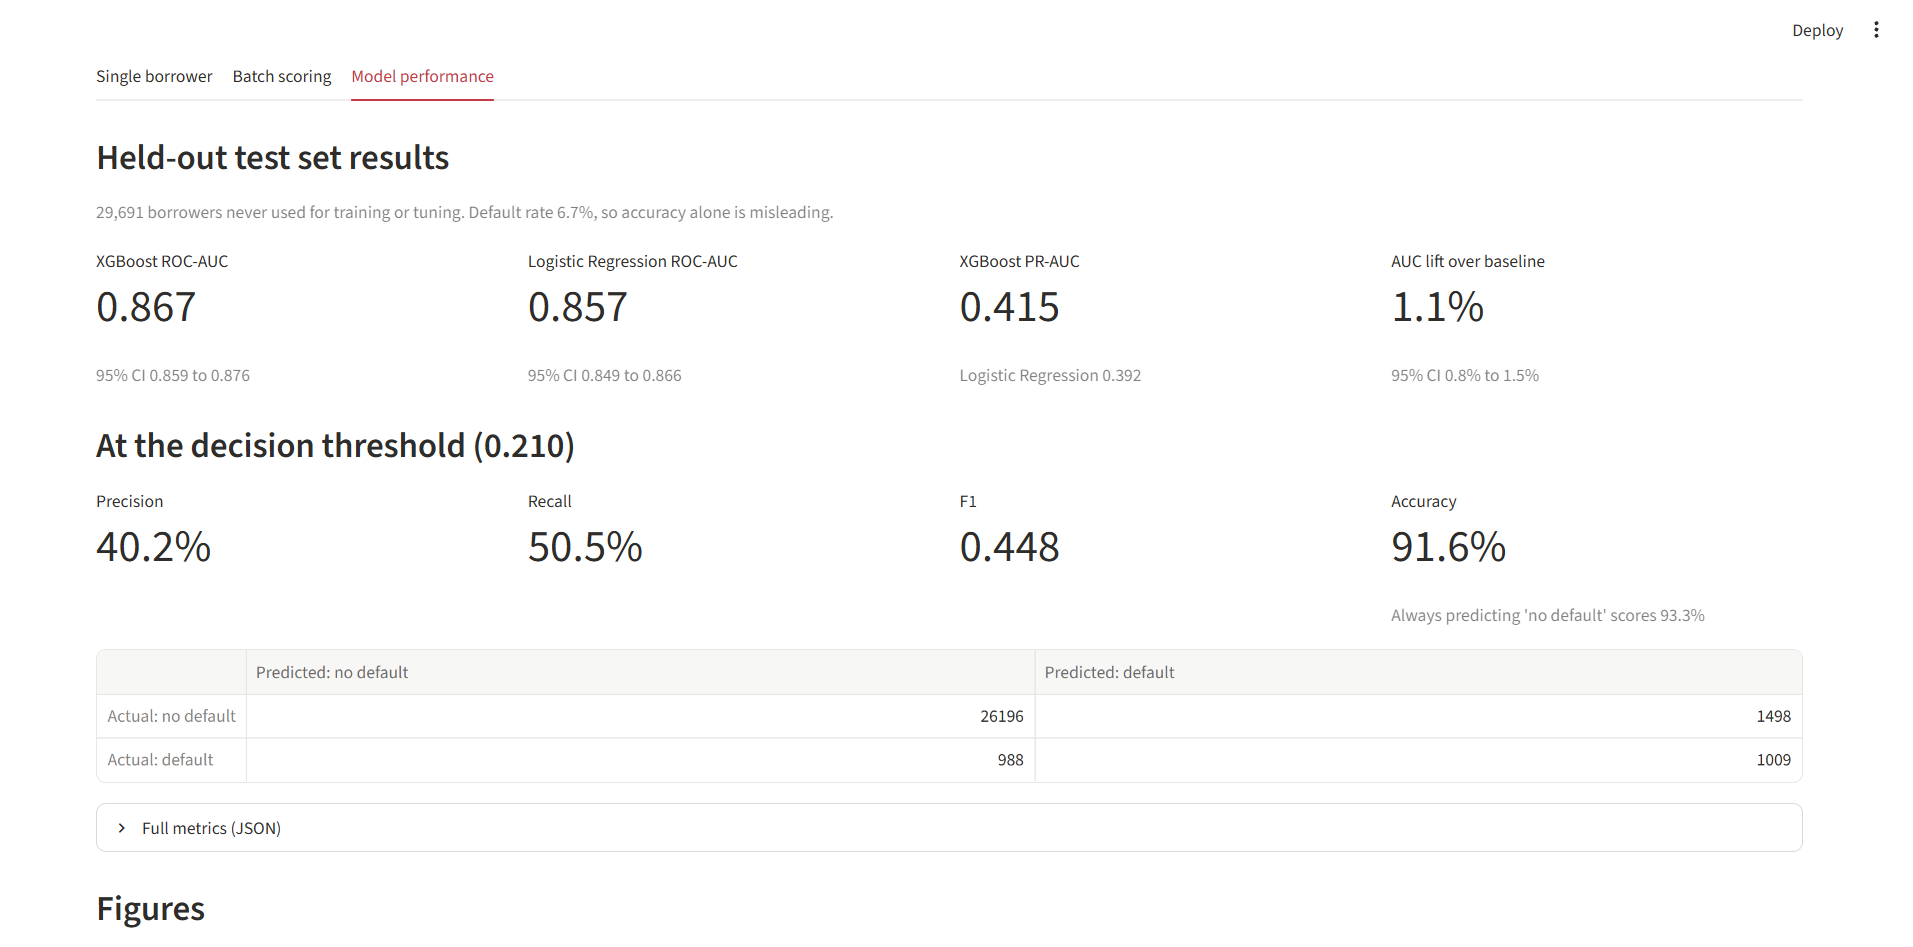 Deploy
Single borrower Batch scoring Model performance
Held-out test set results
29,691 borrowers never used for training or tuning. Default rate 6.7%, so accuracy alone is misleading.
XGBoost ROC-AUC Logistic Regression ROC-AUC XGBoost PR-AUC AUC lift over baseline
0.867 0.857 0.415 1.1%
95% CI 0.859 to 0.876 95% CI 0.849 to 0.866 Logistic Regression 0.392 95% CI 0.8% to 1.5%
At the decision threshold (0.210)
Precision Recall F1 Accuracy
40.2% 50.5% 0.448 91.6%
Always predicting 'no default' scores 93.3%
Predicted: no default Predicted: default
Actual: no default 26196 1498
Actual: default 988 1009
Full metrics (JSON)
Figures